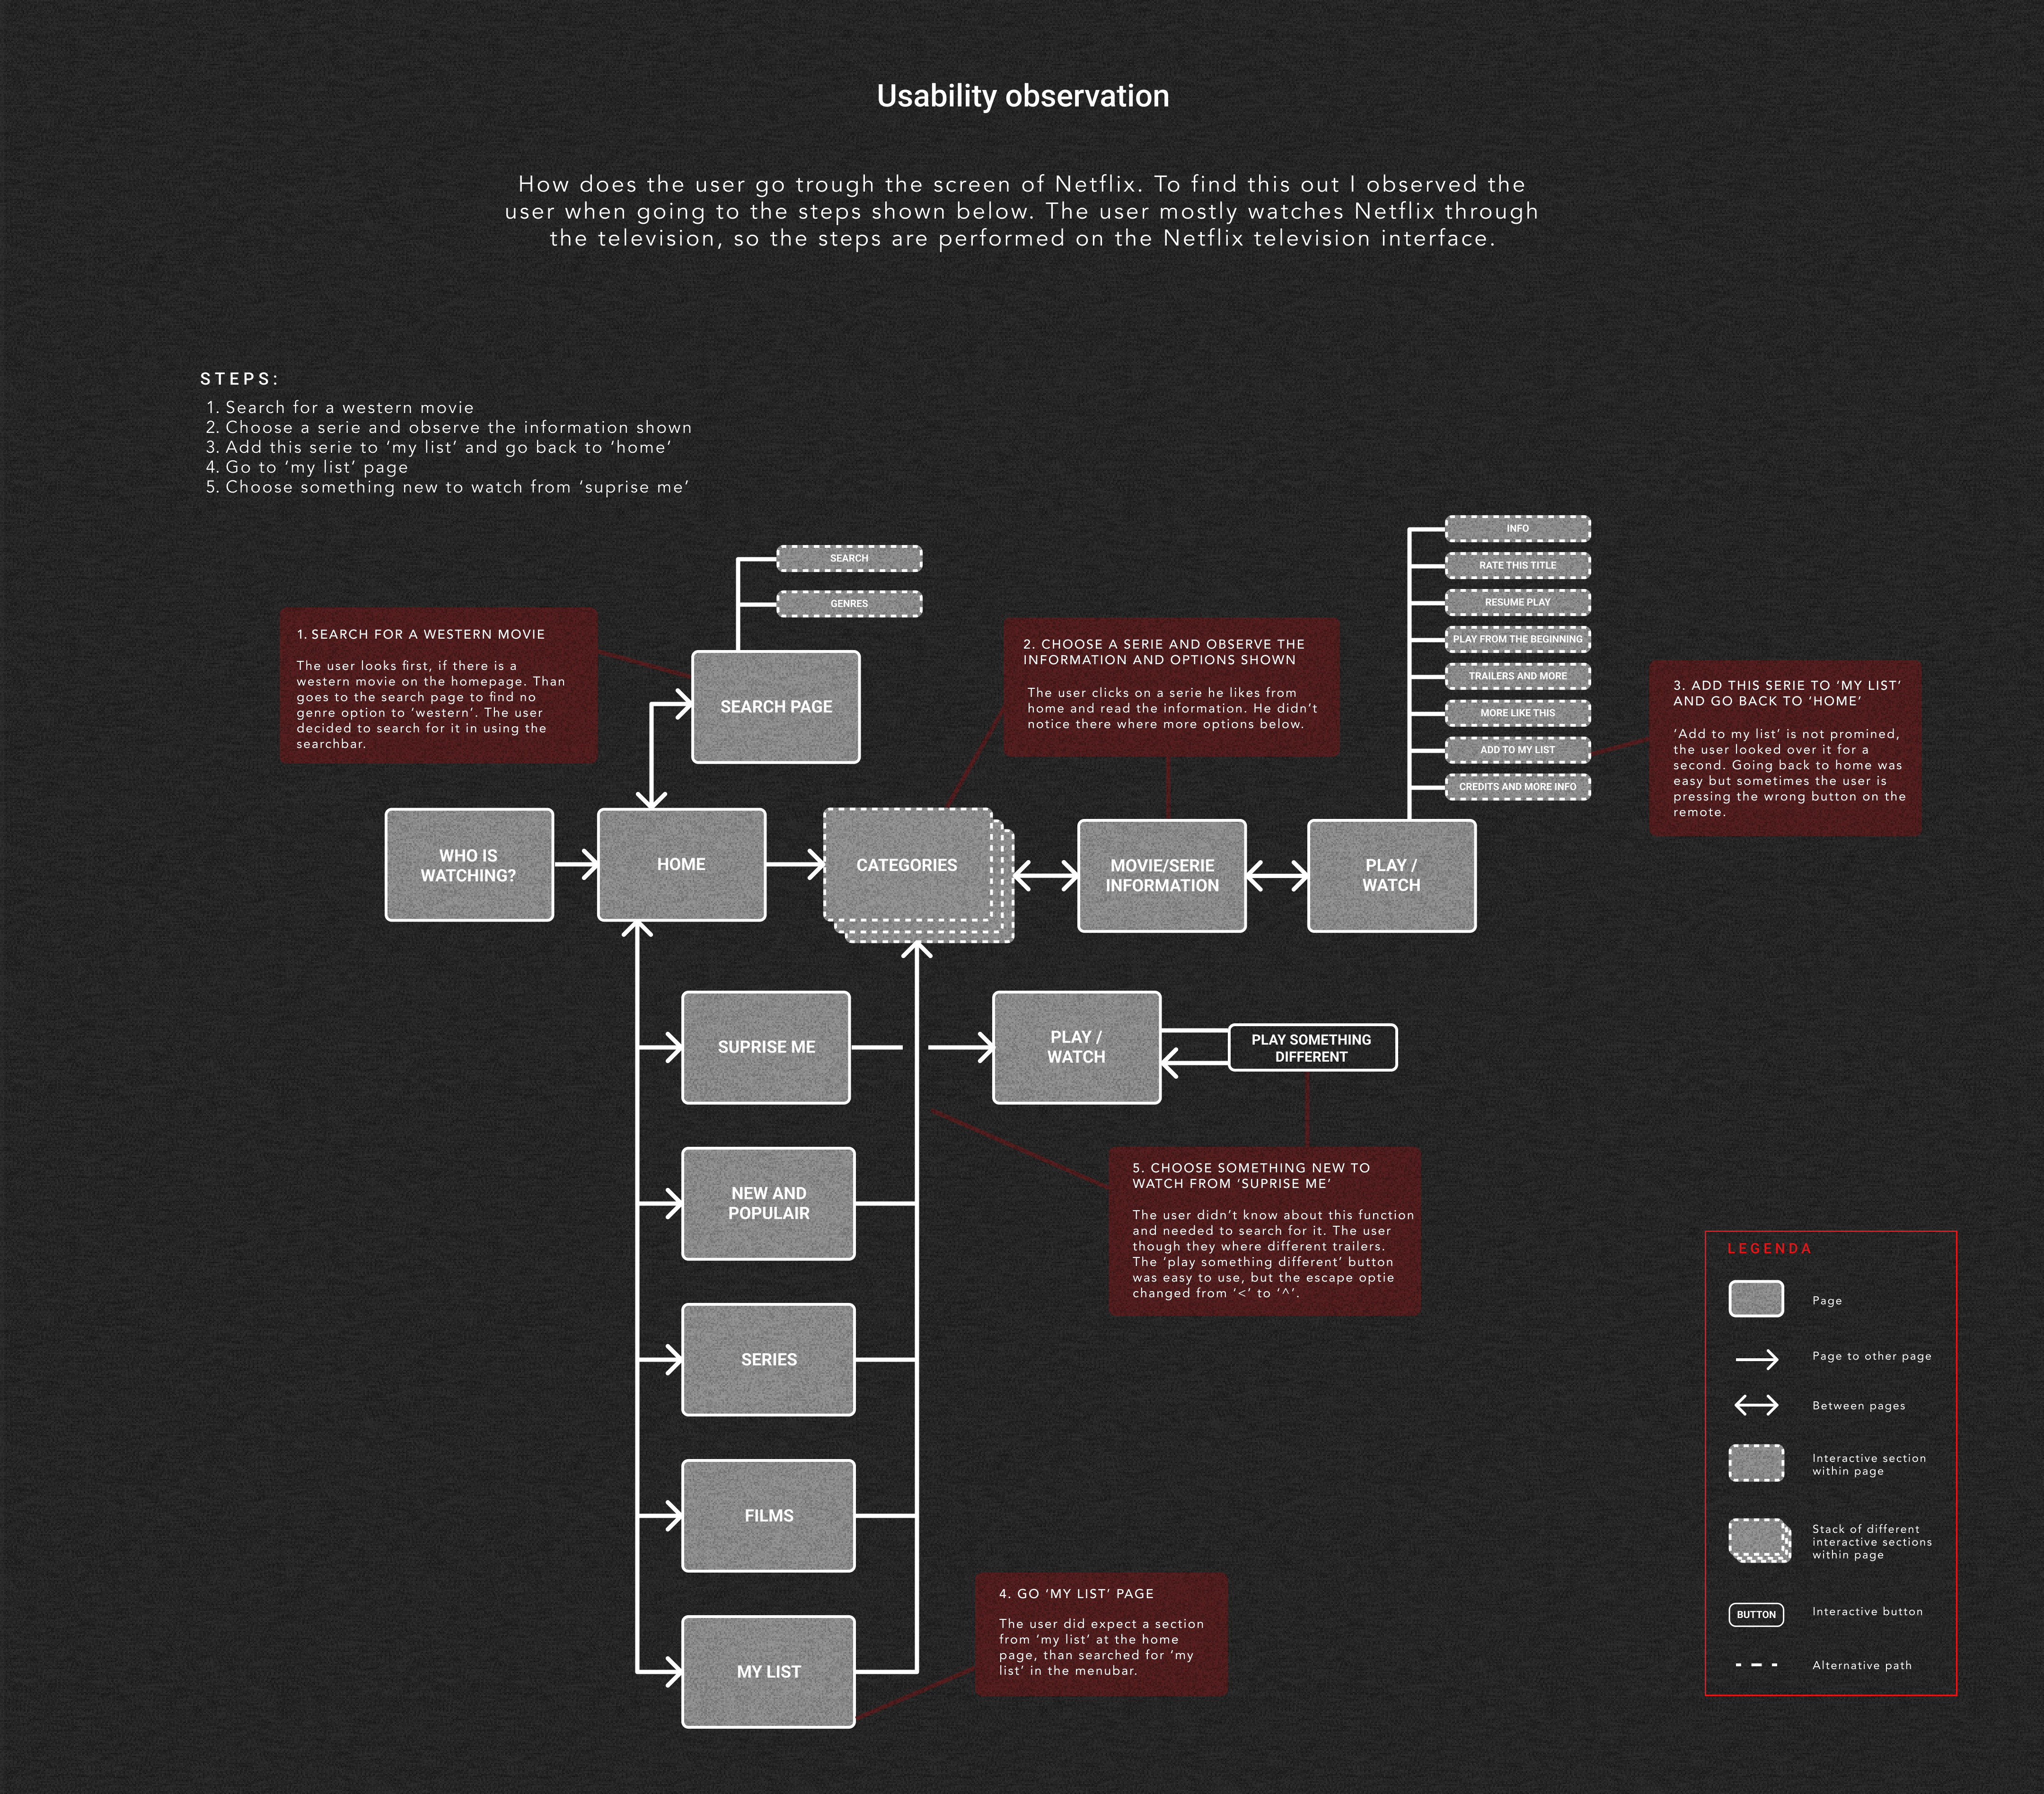 Usability observation
How does the user go trough the screen of Netflix. To find this out I observed the
user when going to the steps shown below. The user mostly watches Netflix through
the television, so the steps are performed on the Netflix television interface.
STEPS:
1. Search for a western movie
2. Choose a serie and observe the information shown
3. Add this serie to ‘my list‘ and go back to ‘home’
4. Go to ‘my list’ page
5. Choose something new to watch from ‘suprise me’
SEARCH
GENRES
INFO
RATE THIS TITLE
RESUME PLAY
PLAY FROM THE BEGINNING
TRAILERS AND MORE
MORE LIKE THIS
ADD TO MY LIST
CREDITS AND MORE INFO
1. SEARCH FOR A WESTERN MOVIE
The user looks first, if there is a
western movie on the homepage. Than
goes to the search page to find no
genre option to ‘western’. The user
decided to search for it in using the
searchbar.
SEARCH PAGE
2. CHOOSE A SERIE AND OBSERVE THE
INFORMATION AND OPTIONS SHOWN
The user clicks on a serie he likes from
home and read the information. He didn’t
notice there where more options below.
3. ADD THIS SERIE TO ‘MY LIST’
AND GO BACK TO ‘HOME’
‘Add to my list’ is not promined,
the user looked over it for a
second. Going back to home was
easy but sometimes the user is
pressing the wrong button on the
remote.
WHO IS
WATCHING?
HOME
CATEGORIES
MOVIE/SERIE
INFORMATION
PLAY /
WATCH
SUPRISE ME
PLAY /
WATCH
PLAY SOMETHING
DIFFERENT
NEW AND
POPULAIR
5. CHOOSE SOMETHING NEW TO
WATCH FROM ‘SUPRISE ME’
The user didn’t know about this function
and needed to search for it. The user
though they where different trailers.
The ‘play something different’ button
was easy to use, but the escape optie
changed from ‘<’ to ‘^’.
SERIES
FILMS
MY LIST
4. GO ‘MY LIST’ PAGE
The user did expect a section
from ‘my list’ at the home
page, than searched for ‘my
list’ in the menubar.
LEGENDA
Page
Page to other page
Between pages
Interactive section
within page
Stack of different
interactive sections
within page
BUTTON
Interactive button
Alternative path